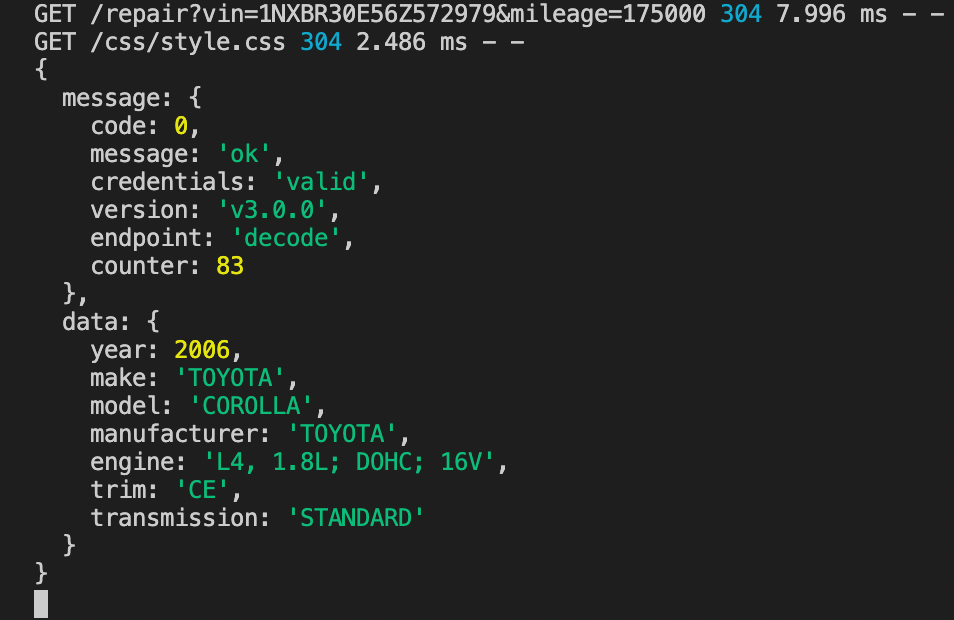 GET /repair?vin=1NXBR30E56Z572979&mileage=175000 304 7.996 ms - -
GET /css/style.css 304 2.486 ms - -
{
  message: {
    code: 0,
    message: 'ok',
    credentials: 'valid',
    version: 'v3.0.0',
    endpoint: 'decode',
    counter: 83
  },
  data: {
    year: 2006,
    make: 'TOYOTA',
    model: 'COROLLA',
    manufacturer: 'TOYOTA',
    engine: 'L4, 1.8L; DOHC; 16V',
    trim: 'CE',
    transmission: 'STANDARD'
  }
}